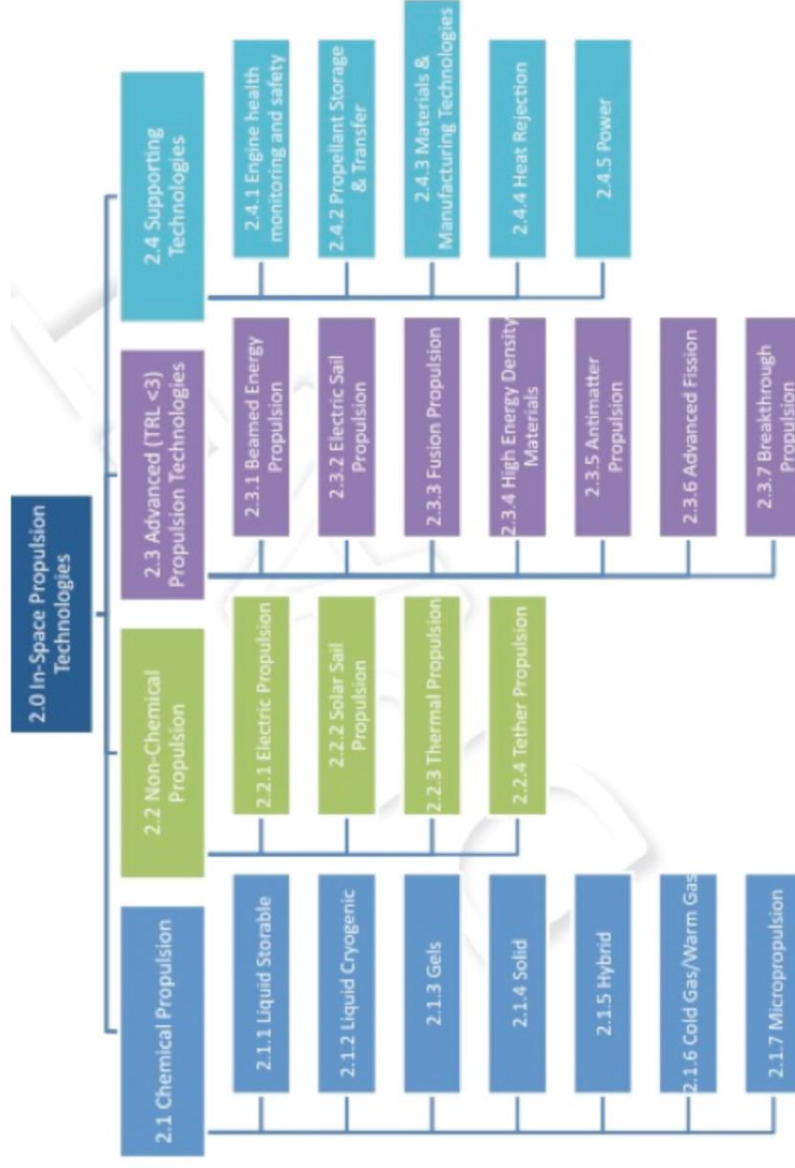 2.0 In-Space Propulsion
Technologies
2.1 Chemical Propulsion
2.1.1 Liquid Storable
2.1.2 Liquid Cryogenic
2.1.3 Gels
2.1.4 Solid
2.1.5 Hybrid
2.1.6 Cold Gas/Warm Gas
2.1.7 Micropropulsion
2.2 Non-Chemical
Propulsion
2.2.1 Electric Propulsion
2.2.2 Solar Sail
Propulsion
2.2.3 Thermal Propulsion
2.2.4 Tether Propulsion
2.3 Advanced (TRL <3)
Propulsion Technologies
2.3.1 Beamed Energy
Propulsion
2.3.2 Electric Sail
Propulsion
2.3.3 Fusion Propulsion
2.3.4 High Energy Density
Materials
2.3.5 Antimatter
Propulsion
2.3.6 Advanced Fission
2.3.7 Breakthrough
Propulsion
2.4 Supporting
Technologies
2.4.1 Engine health
monitoring and safety
2.4.2 Propellant Storage
& Transfer
2.4.3 Materials &
Manufacturing Technologies
2.4.4 Heat Rejection
2.4.5 Power